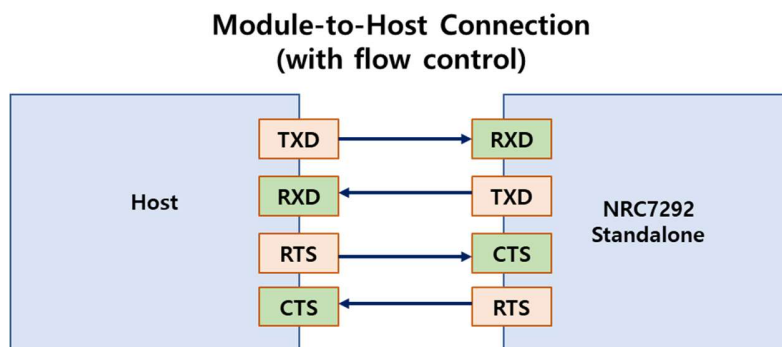 Module-to-Host Connection
(with flow control)
TXD
RXD
RXD
TXD
Host
NRC7292
Standalone
RTS
CTS
CTS
RTS